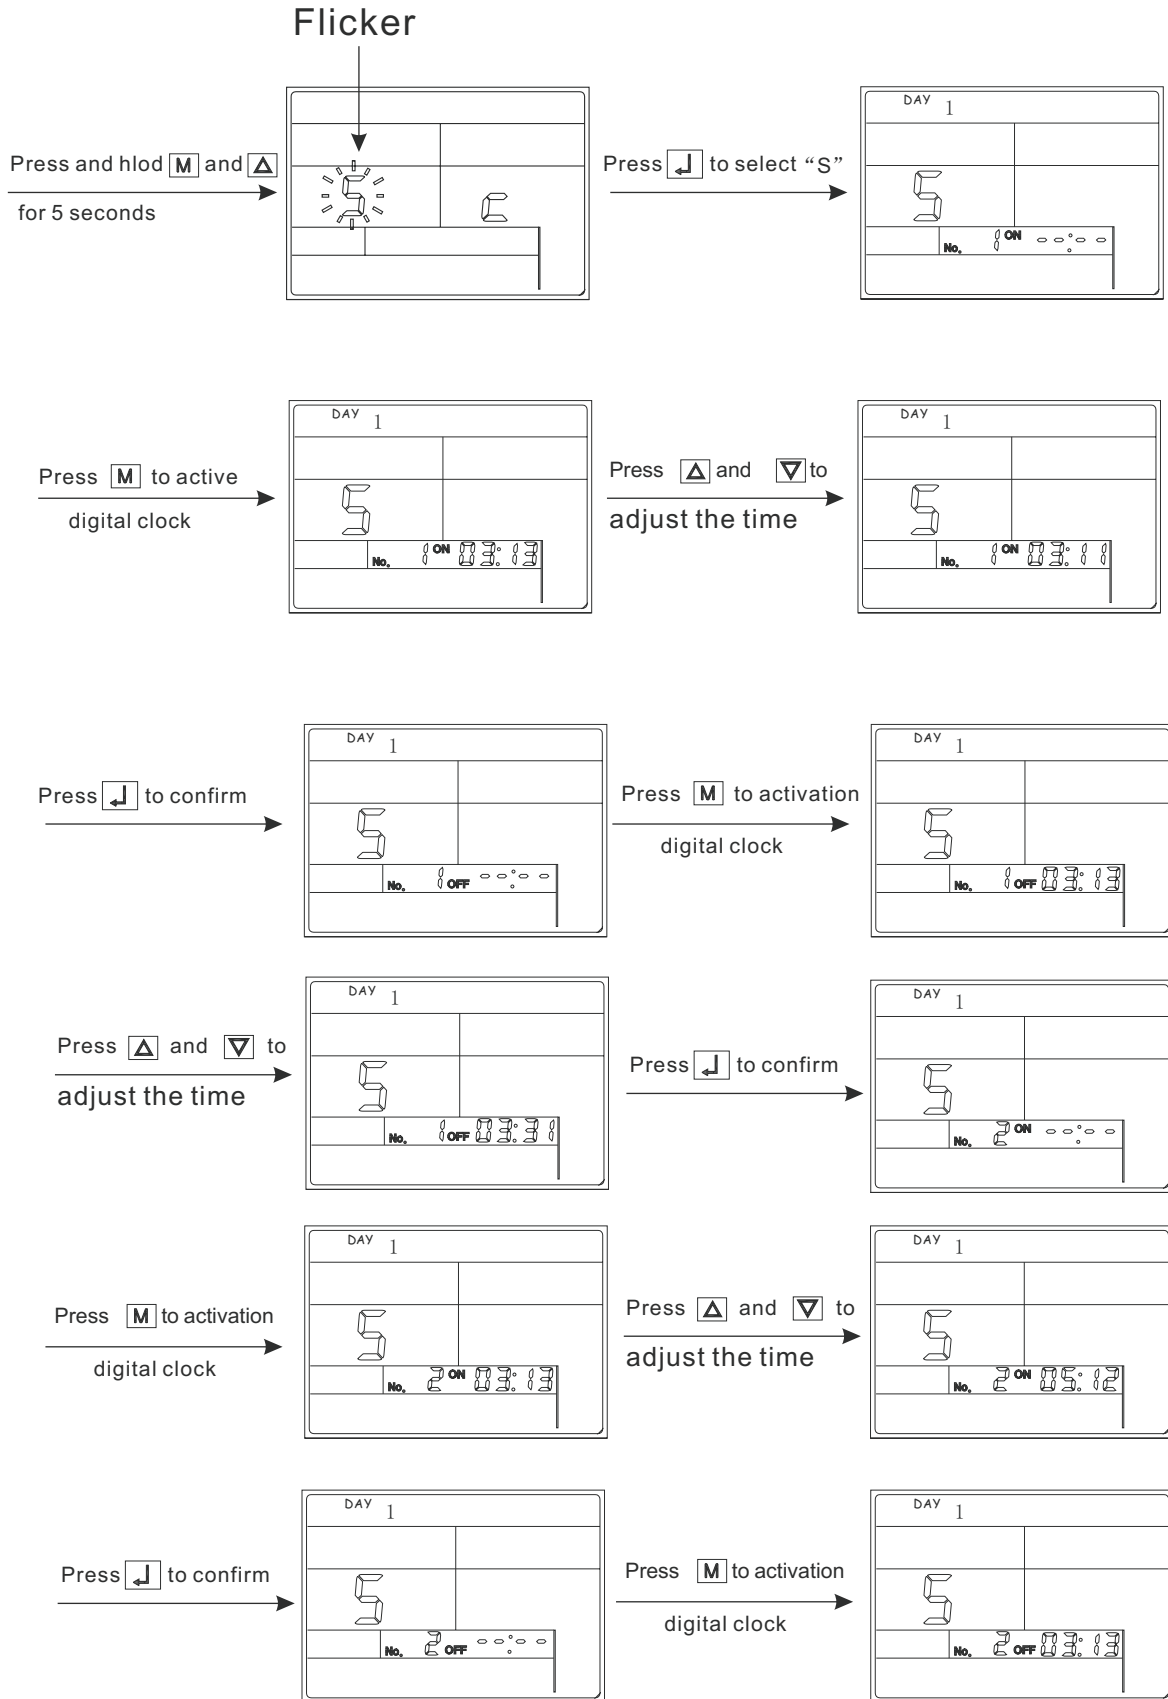 Flicker
Press and hlod M and △
for 5 seconds
S C
Press ↵ to select “S”
DAY 1
S
No. 1 ON --:--
Press M to active
digital clock
DAY 1
S
No. 1 ON 03:13
Press △ and ▽ to
adjust the time
DAY 1
S
No. 1 ON 03:11
Press ↵ to confirm
DAY 1
S
No. 1 OFF --:--
Press M to activation
digital clock
DAY 1
S
No. 1 OFF 03:13
Press △ and ▽ to
adjust the time
DAY 1
S
No. 1 OFF 03:31
Press ↵ to confirm
DAY 1
S
No. 2 ON --:--
Press M to activation
digital clock
DAY 1
S
No. 2 ON 03:13
Press △ and ▽ to
adjust the time
DAY 1
S
No. 2 ON 05:12
Press ↵ to confirm
DAY 1
S
No. 2 OFF --:--
Press M to activation
digital clock
DAY 1
S
No. 2 OFF 03:13